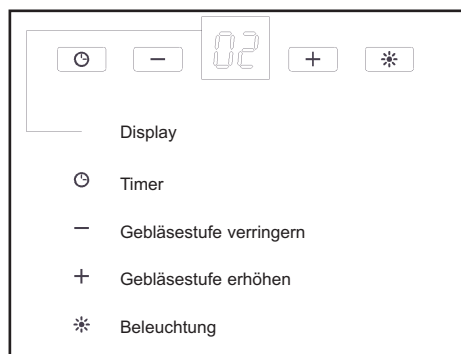 02
Display
Timer
− Gebläsestufe verringern
+ Gebläsestufe erhöhen
Beleuchtung